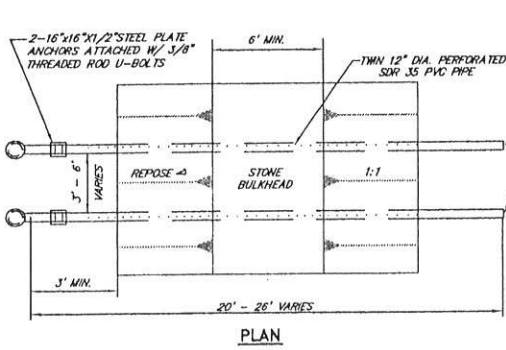 2-16"x16"x1/2" STEEL PLATE
ANCHORS ATTACHED W/ 3/8"
THREADED ROD U-BOLTS
6' MIN.
TWIN 12" DIA. PERFORATED
SDR 35 PVC PIPE
3' - 6'
VARIES
REPOSE
STONE
BULKHEAD
1:1
3' MIN.
20' - 26' VARIES
PLAN